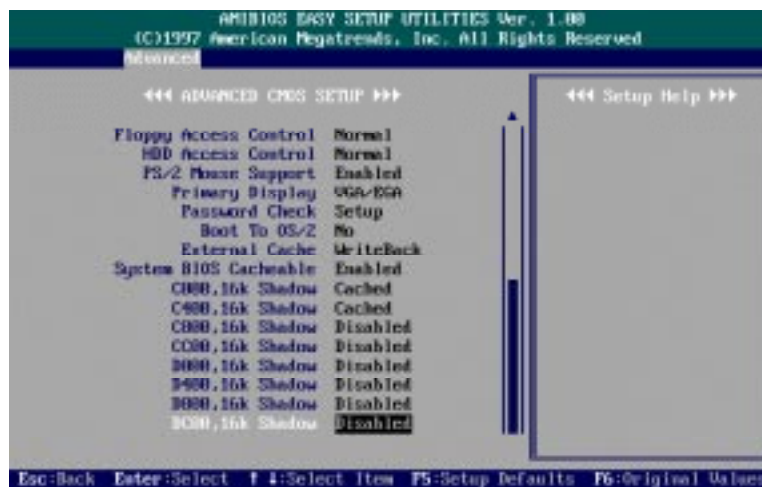 AMIBIOS EASY SETUP UTILITIES Ver. 1.00
(C)1997 American Megatrends, Inc. All Rights Reserved
Advanced
ADVANCED CMOS SETUP
Setup Help
Floppy Access Control Normal
HDD Access Control Normal
PS/2 Mouse Support Enabled
Primary Display VGA/EGA
Password Check Setup
Boot To OS/2 No
External Cache WriteBack
System BIOS Cacheable Enabled
C000,16k Shadow Cached
C400,16k Shadow Cached
C800,16k Shadow Disabled
CC00,16k Shadow Disabled
D000,16k Shadow Disabled
D400,16k Shadow Disabled
D800,16k Shadow Disabled
DC00,16k Shadow Disabled
Esc:Back Enter:Select ↑ ↓:Select Item F5:Setup Defaults F6:Original Values